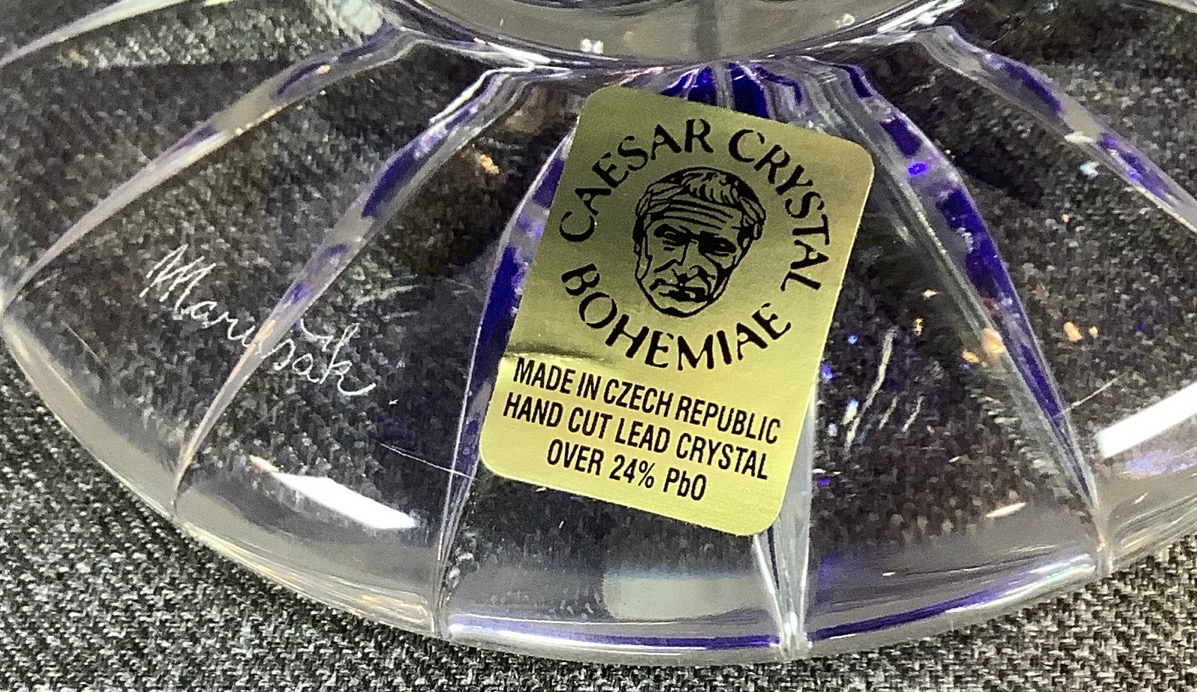 CAESAR CRYSTAL
BOHEMIAE
MADE IN CZECH REPUBLIC
HAND CUT LEAD CRYSTAL
OVER 24% PbO